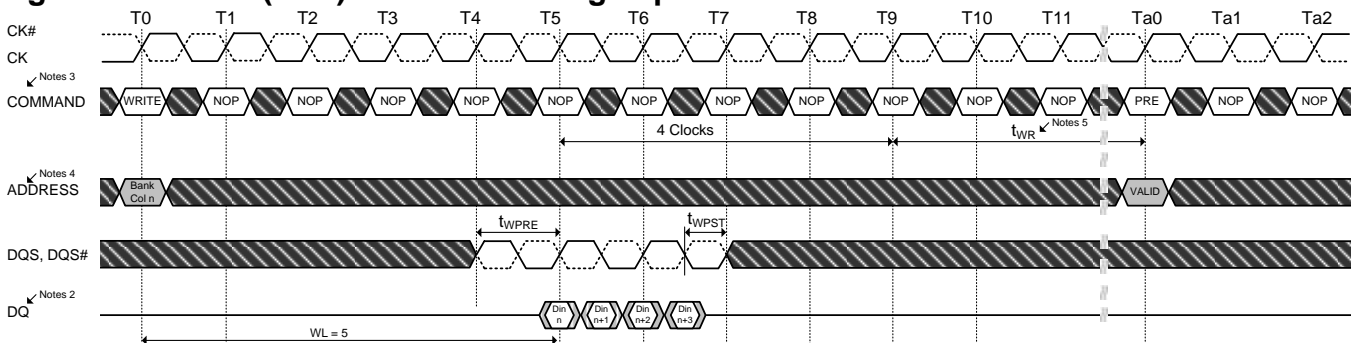 T0 T1 T2 T3 T4 T5 T6 T7 T8 T9 T10 T11 Ta0 Ta1 Ta2
CK#
CK
Notes 3
COMMAND WRITE NOP NOP NOP NOP NOP NOP NOP NOP NOP NOP NOP PRE NOP NOP
4 Clocks tWR Notes 5
Notes 4
ADDRESS Bank Col n VALID
tWPRE tWPST
DQS, DQS#
Notes 2
DQ Din n Din n+1 Din n+2 Din n+3
WL = 5